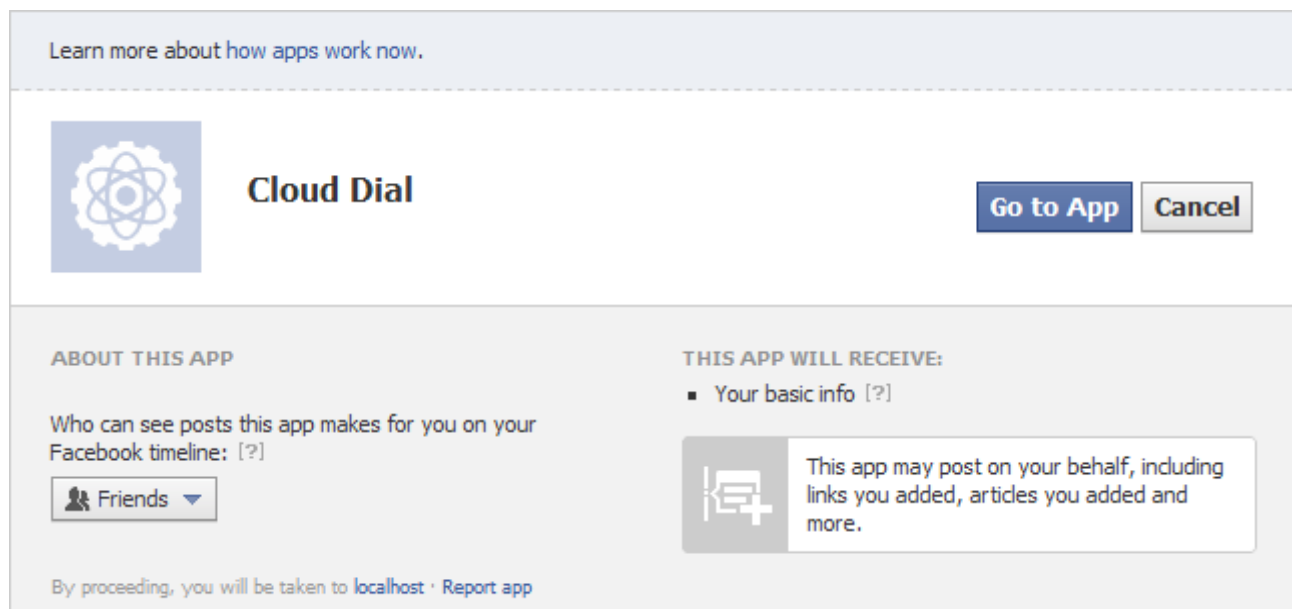 Learn more about how apps work now.
Cloud Dial
Go to App Cancel
ABOUT THIS APP
Who can see posts this app makes for you on your
Facebook timeline: [?]
Friends
By proceeding, you will be taken to localhost · Report app
THIS APP WILL RECEIVE:
Your basic info [?]
This app may post on your behalf, including
links you added, articles you added and
more.